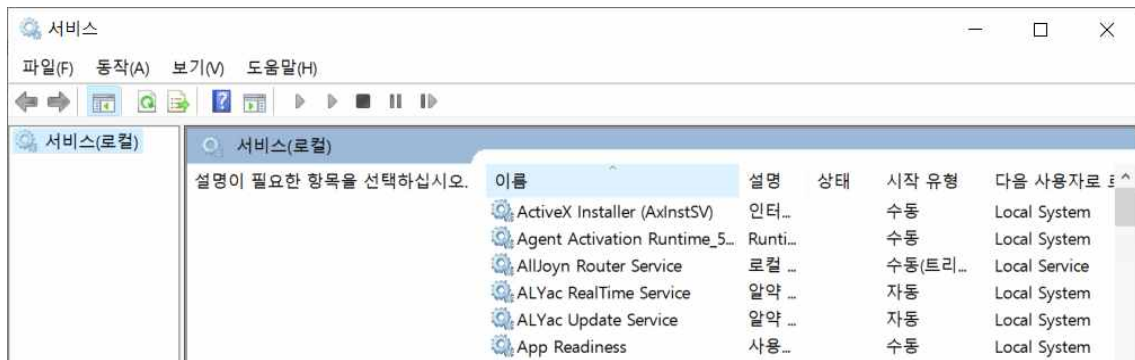 서비스
파일(F) 동작(A) 보기(V) 도움말(H)
서비스(로컬)
서비스(로컬)
설명이 필요한 항목을 선택하십시오.
이름 설명 상태 시작 유형 다음 사용자로
ActiveX Installer (AxInstSV) 인터... 수동 Local System
Agent Activation Runtime_5... Runti... 수동 Local System
AllJoyn Router Service 로컬 ... 수동(트리... Local Service
ALYac RealTime Service 알약 ... 자동 Local System
ALYac Update Service 알약 ... 자동 Local System
App Readiness 사용... 수동 Local System